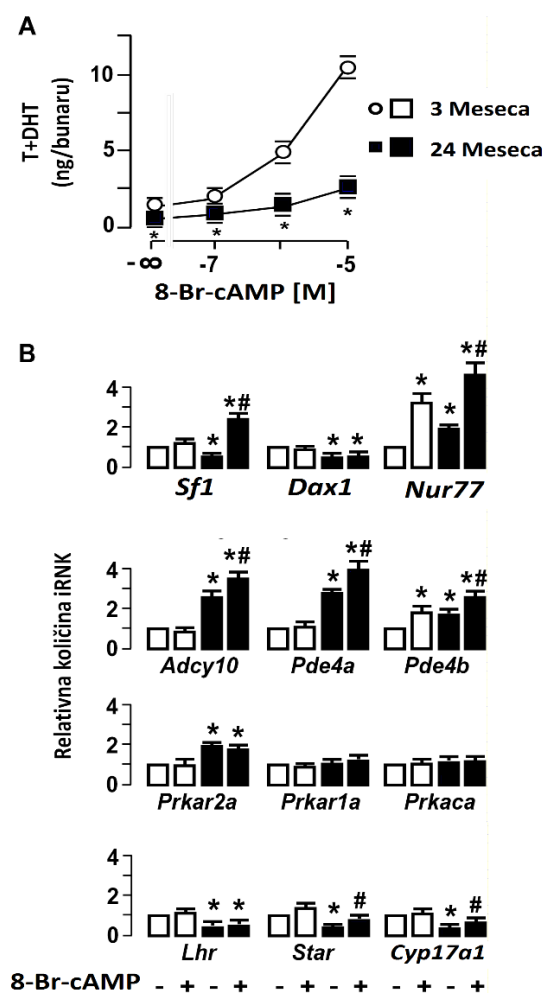 A
T+DHT
(ng/bunaru)
10
5
0
*
*
*
*
- ∞
-7
-5
8-Br-cAMP [M]
3 Meseca
24 Meseca
B
Relativna količina iRNK
4
2
0
* *#
* *
* * *#
Sf1 Dax1 Nur77
4
2
0
* *#
* *#
* * *#
Adcy10 Pde4a Pde4b
4
2
0
* *
Prkar2a Prkar1a Prkaca
4
2
0
* *
* #
* #
Lhr Star Cyp17a1
8-Br-cAMP - + - + - + - + - + - +